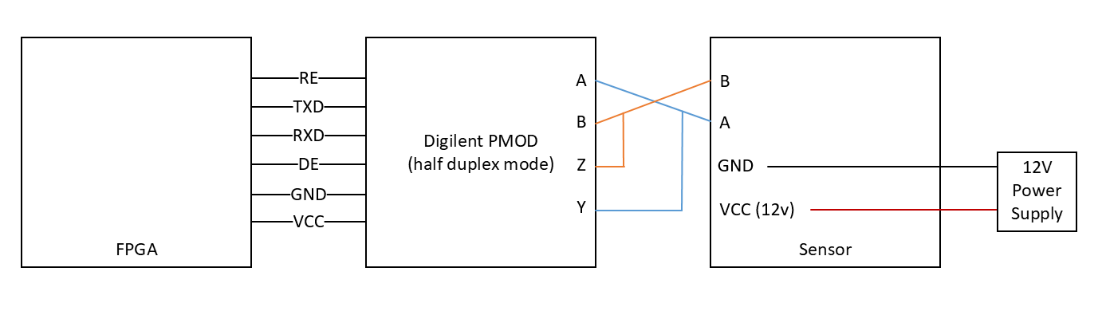 RE
TXD
RXD
DE
GND
VCC
FPGA
Digilent PMOD
(half duplex mode)
A
B
Z
Y
B
A
GND
VCC (12v)
Sensor
12V
Power
Supply